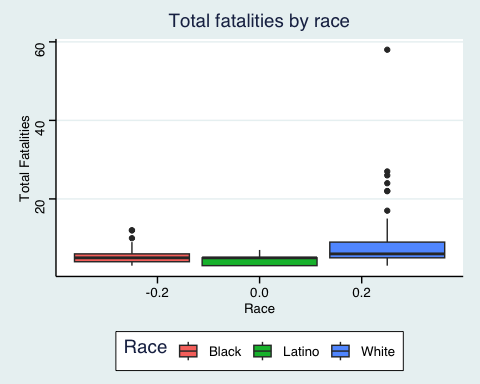 Total fatalities by race
60
40
20
Total Fatalities
-0.2 0.0 0.2
Race
Race Black Latino White